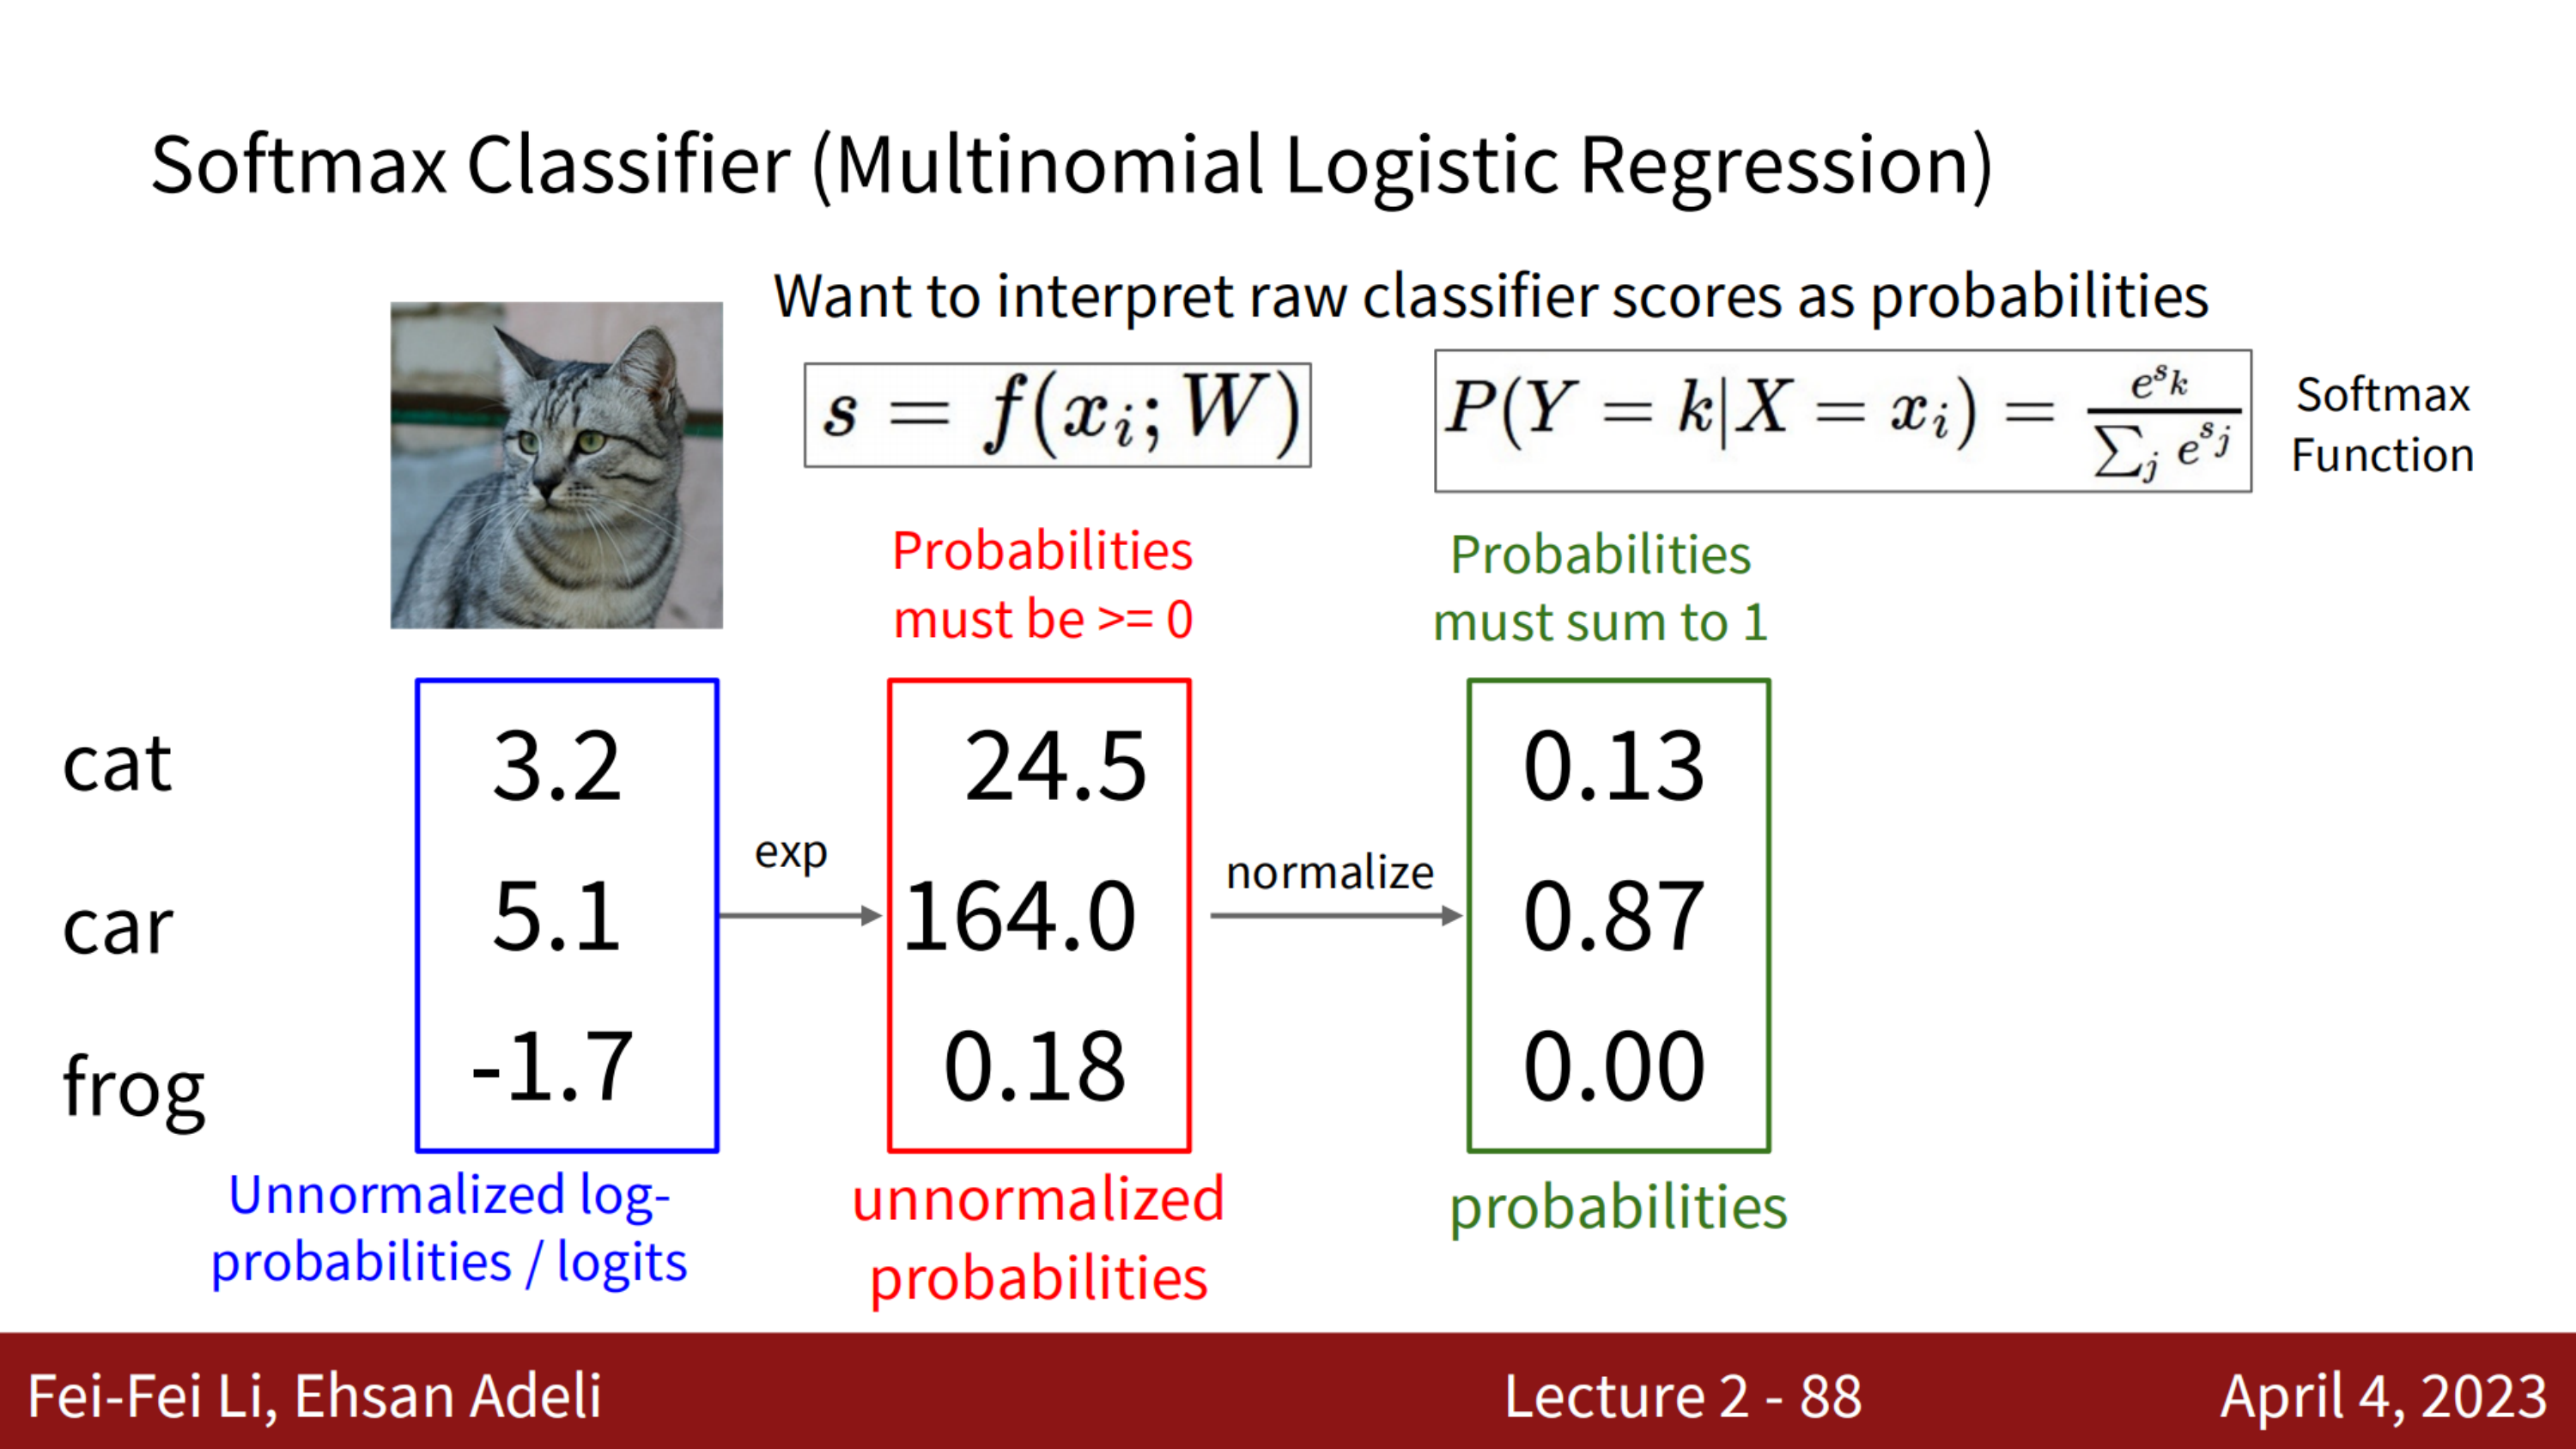 Softmax Classifier (Multinomial Logistic Regression)
Want to interpret raw classifier scores as probabilities
s = f(x_i; W)
P(Y = k|X = x_i) = e^{s_k} / ∑_j e^{s_j}
Softmax
Function
Probabilities
must be >= 0
Probabilities
must sum to 1
cat 3.2 24.5 0.13
exp
normalize
car 5.1 164.0 0.87
frog -1.7 0.18 0.00
Unnormalized log-
probabilities / logits
unnormalized
probabilities
probabilities
Fei-Fei Li, Ehsan Adeli Lecture 2 - 88 April 4, 2023